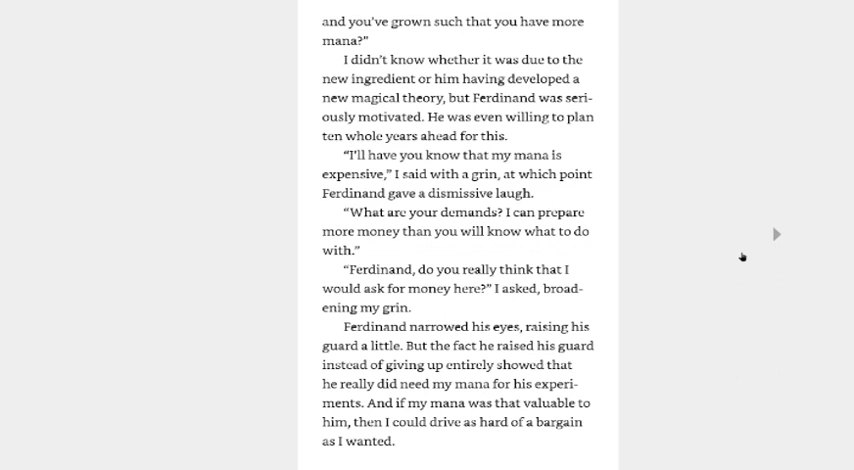 and you've grown such that you have more
mana?”
I didn't know whether it was due to the
new ingredient or him having developed a
new magical theory, but Ferdinand was seri-
ously motivated. He was even willing to plan
ten whole years ahead for this.
“I'll have you know that my mana is
expensive,” I said with a grin, at which point
Ferdinand gave a dismissive laugh.
“What are your demands? I can prepare
more money than you will know what to do
with.”
“Ferdinand, do you really think that I
would ask for money here?” I asked, broad-
ening my grin.
Ferdinand narrowed his eyes, raising his
guard a little. But the fact he raised his guard
instead of giving up entirely showed that
he really did need my mana for his experi-
ments. And if my mana was that valuable to
him, then I could drive as hard of a bargain
as I wanted.